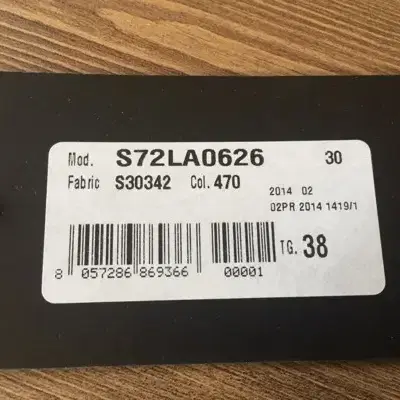 Mod. S72LA0626 30
Fabric S30342 Col. 470
2014 02
02PR 2014 1419/1
TG. 38
8 057286 869366 00001